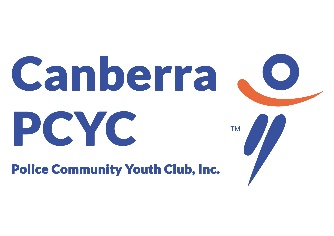 Canberra
PCYC
TM
Police Community Youth Club, Inc.